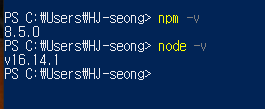 PS C:₩Users₩HJ-seong> npm -v
8.5.0
PS C:₩Users₩HJ-seong> node -v
v16.14.1
PS C:₩Users₩HJ-seong>